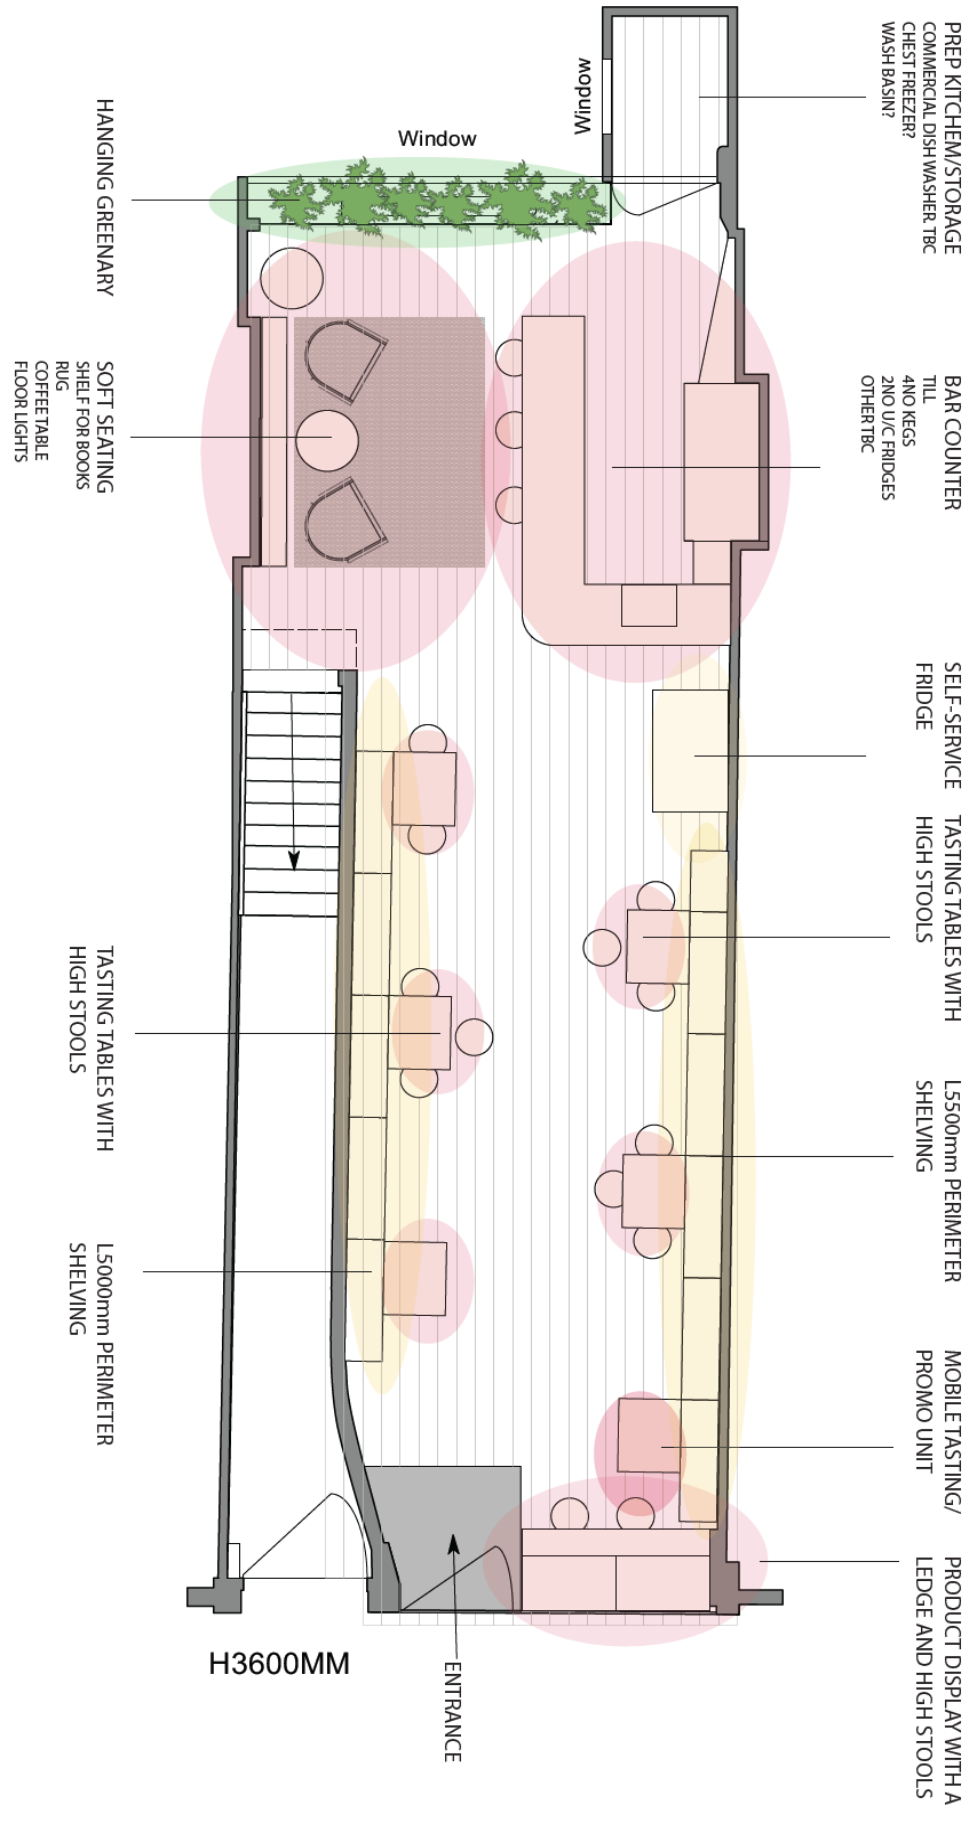 PREP KITCHEM/STORAGE
COMMERCIAL DISH WASHER. TBC
CHEST FREEZER?
WASH BASIN?
Window
Window
HANGING GREENARY
BAR COUNTER
TILL
4NO KEGS
2NO U/C FRIDGES
OTHER TBC
SOFT SEATING
SHELF FOR BOOKS
RUG
COFFEE TABLE
FLOOR LIGHTS
SELF-SERVICE
FRIDGE
TASTING TABLES WITH
HIGH STOOLS
TASTING TABLES WITH
HIGH STOOLS
L5500mm PERIMETER
SHELVING
L5000mm PERIMETER
SHELVING
MOBILE TASTING/
PROMO UNIT
PRODUCT DISPLAY WITH A
LEDGE AND HIGH STOOLS
H3600MM
ENTRANCE